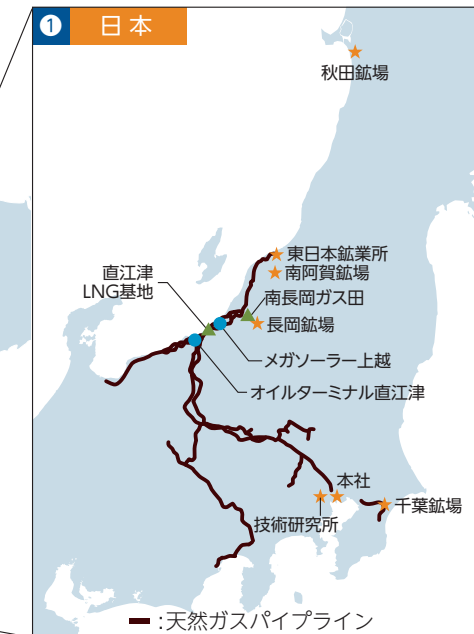 ❶ 日本
秋田鉱場
東日本鉱業所
南阿賀鉱場
直江津
LNG基地
南長岡ガス田
長岡鉱場
メガソーラー上越
オイルターミナル直江津
本社
技術研究所
千葉鉱場
:天然ガスパイプライン